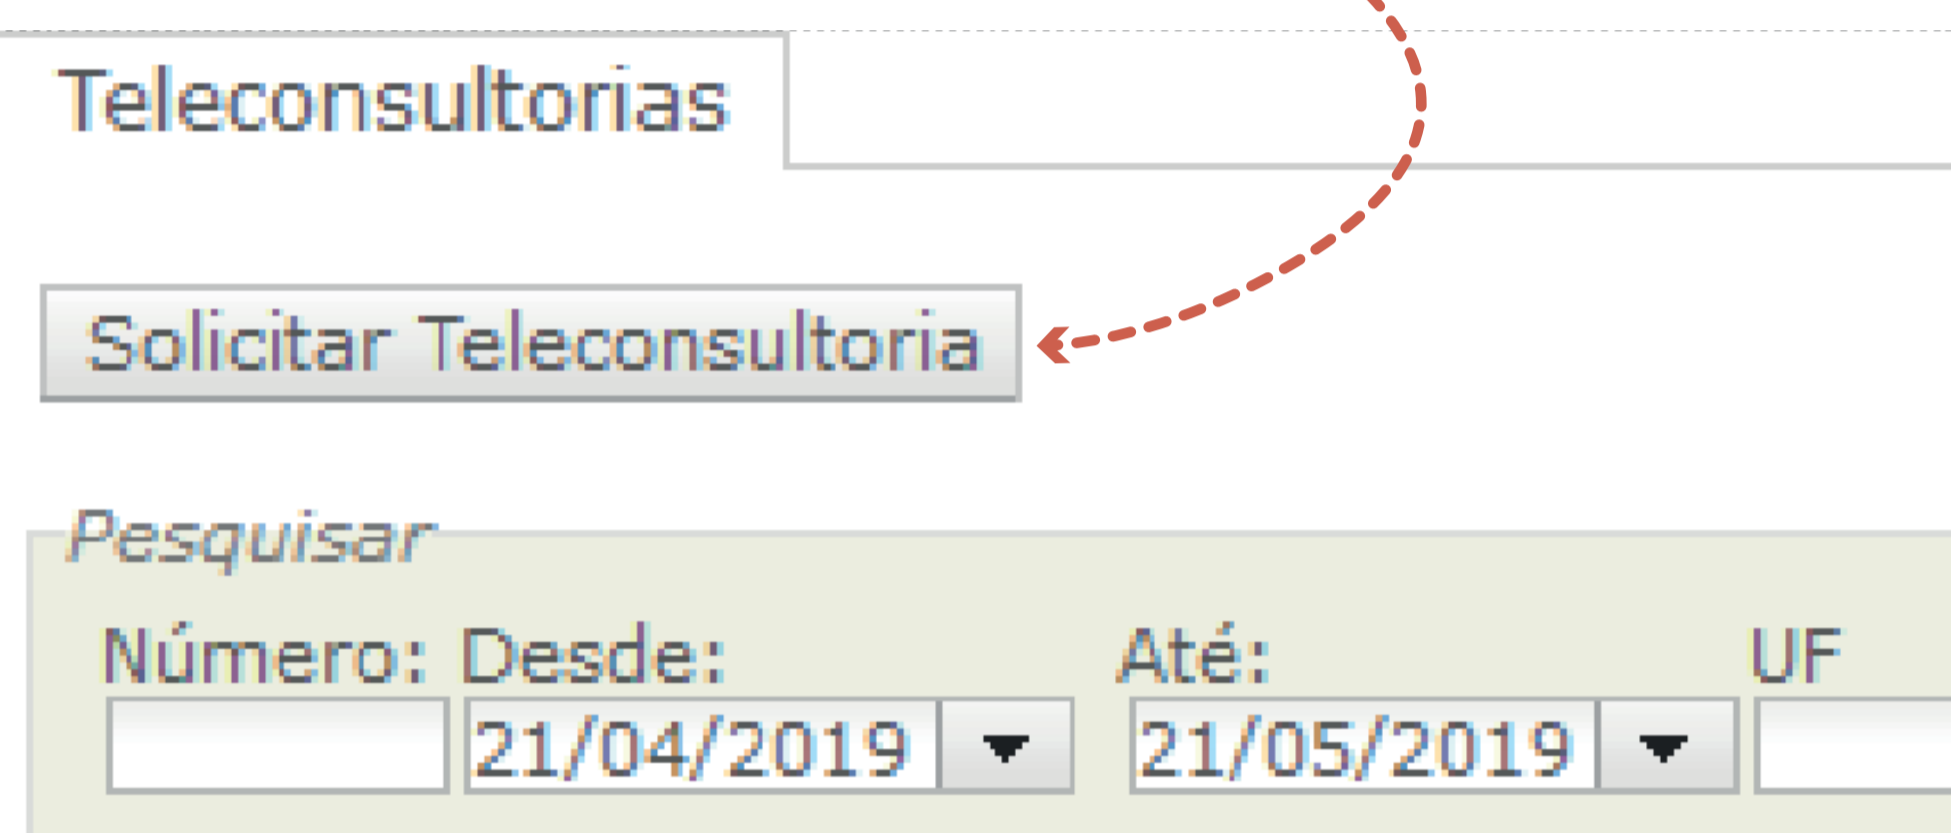 Teleconsultorias
Solicitar Teleconsultoria
Pesquisar
Número: Desde: Até: UF
21/04/2019 21/05/2019